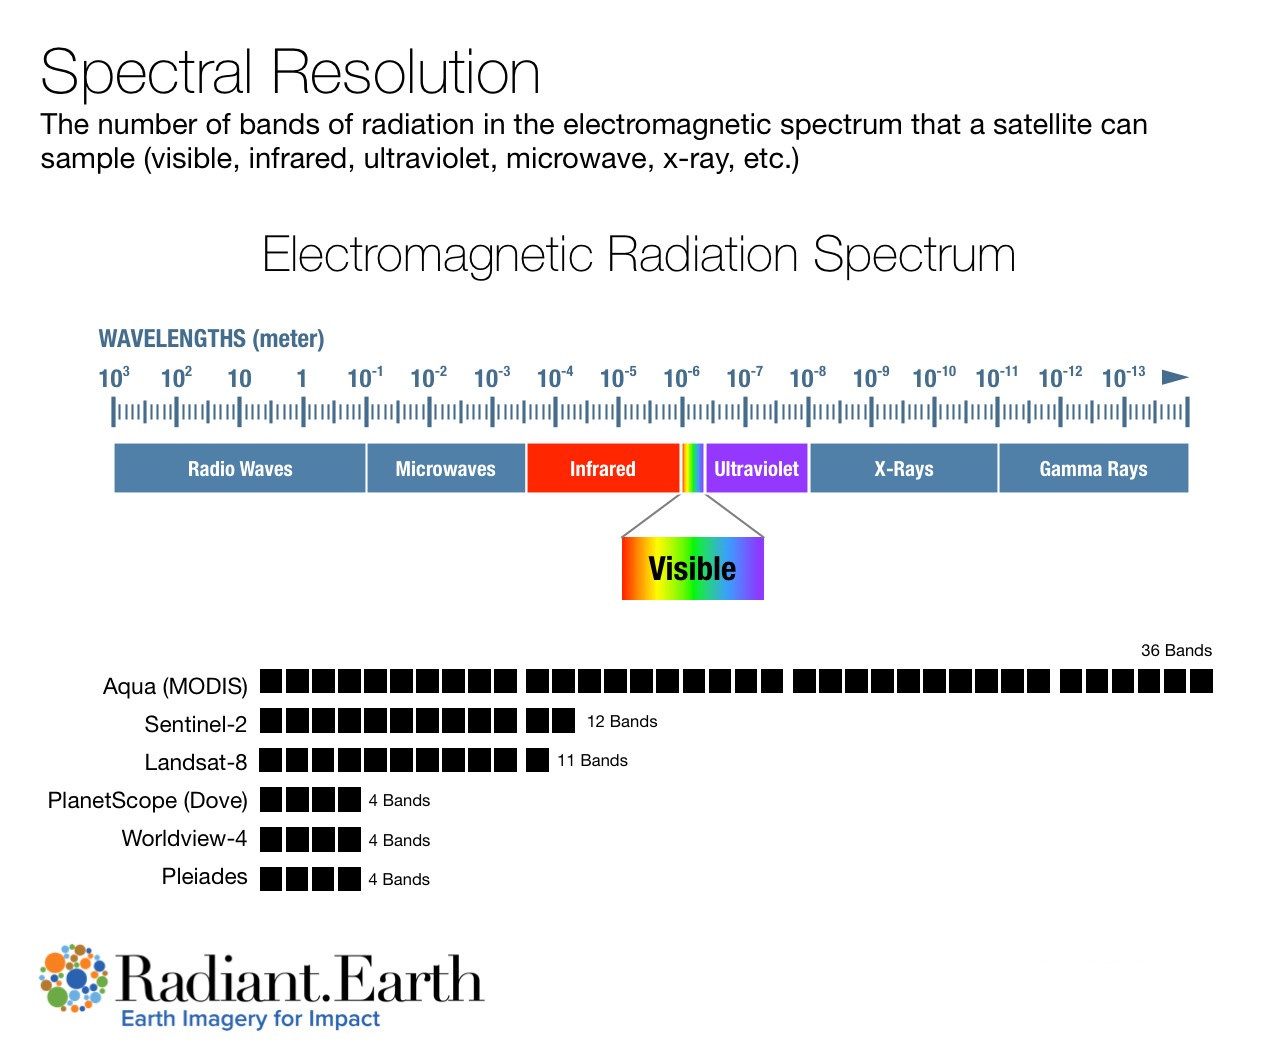 Spectral Resolution
The number of bands of radiation in the electromagnetic spectrum that a satellite can
sample (visible, infrared, ultraviolet, microwave, x-ray, etc.)
Electromagnetic Radiation Spectrum
WAVELENGTHS (meter)
10³ 10² 10 1 10⁻¹ 10⁻² 10⁻³ 10⁻⁴ 10⁻⁵ 10⁻⁶ 10⁻⁷ 10⁻⁸ 10⁻⁹ 10⁻¹⁰ 10⁻¹¹ 10⁻¹² 10⁻¹³
Radio Waves Microwaves Infrared Ultraviolet X-Rays Gamma Rays
Visible
36 Bands
Aqua (MODIS)
Sentinel-2 12 Bands
Landsat-8 11 Bands
PlanetScope (Dove) 4 Bands
Worldview-4 4 Bands
Pleiades 4 Bands
Radiant.Earth
Earth Imagery for Impact